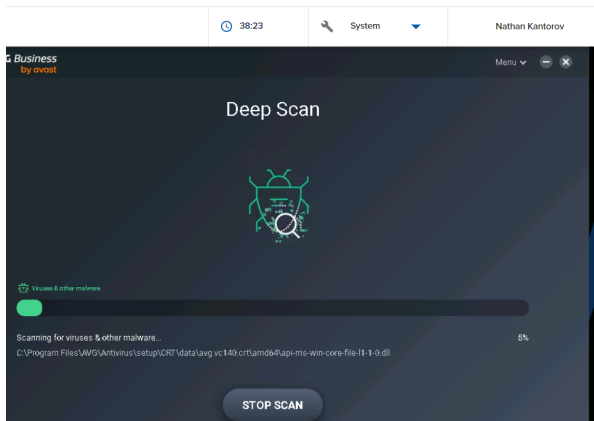 38:23 System Nathan Kantorov
Business
by avast
Menu
Deep Scan
Viruses & other malware
Scanning for viruses & other malware... 5%
C:\Program Files\AVG\Antivirus\setup\CRT\data\avg.vc140.crt\amd64\api-ms-win-core-file-l1-1-0.dll
STOP SCAN